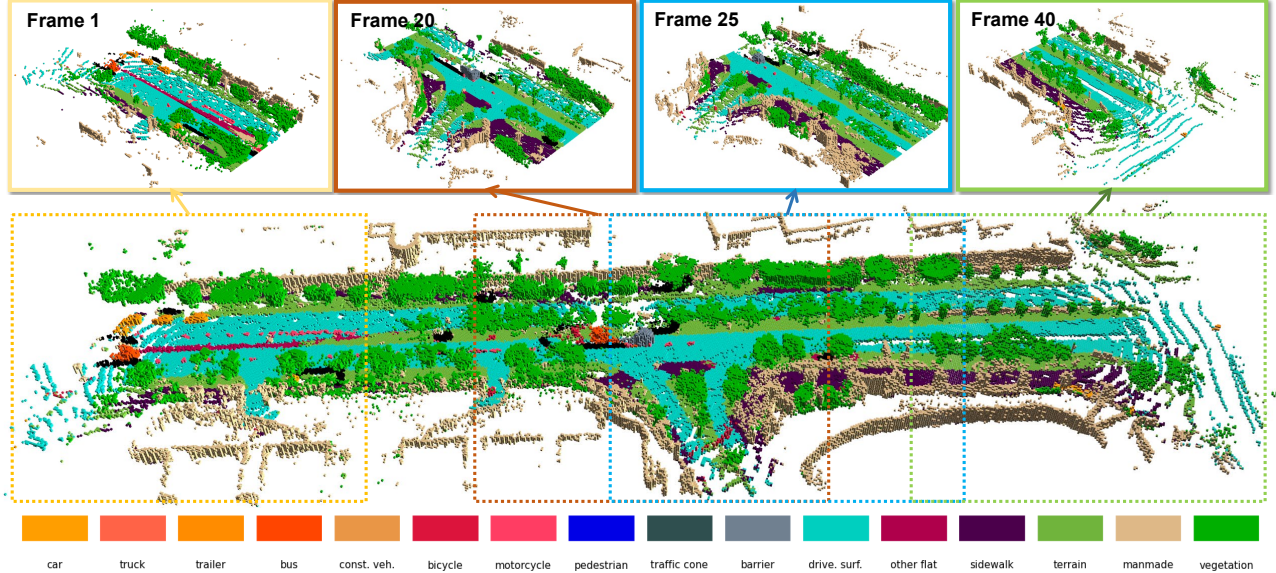 Frame 1
Frame 20
Frame 25
Frame 40
car
truck
trailer
bus
const. veh.
bicycle
motorcycle
pedestrian
traffic cone
barrier
drive. surf.
other flat
sidewalk
terrain
manmade
vegetation